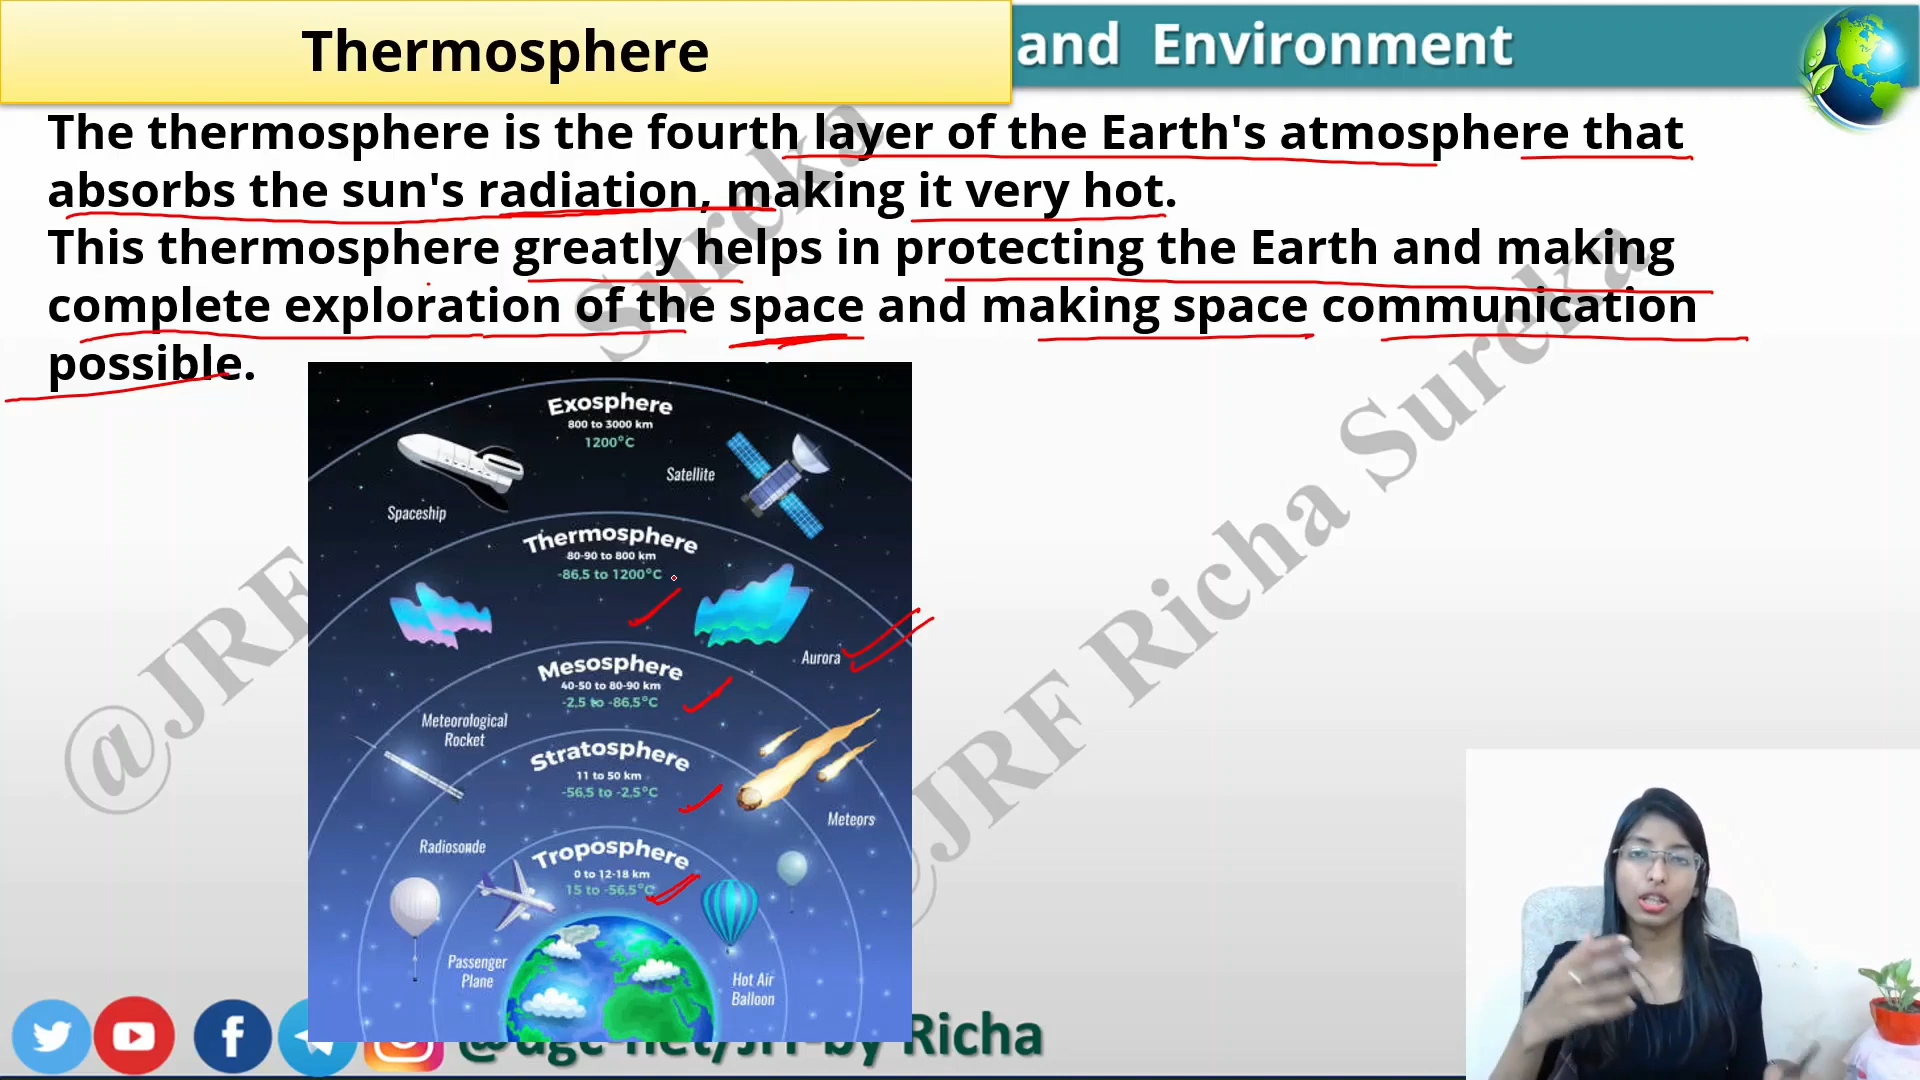 Thermosphere
and Environment
The thermosphere is the fourth layer of the Earth's atmosphere that
absorbs the sun's radiation, making it very hot.
This thermosphere greatly helps in protecting the Earth and making
complete exploration of the space and making space communication
possible.
Exosphere
800 to 3000 km
1200°C
Satellite
Spaceship
Thermosphere
80-90 to 800 km
-86,5 to 1200°C
Aurora
Mesosphere
40-50 to 80-90 km
-2,5 to -86,5°C
Meteorological
Rocket
Stratosphere
11 to 50 km
-56,5 to -2,5°C
Meteors
Radiosonde
Troposphere
0 to 12-18 km
15 to -56,5°C
Passenger
Plane
Hot Air
Balloon
by Richa
@JRF Sureka
@JRF Richa Sureka